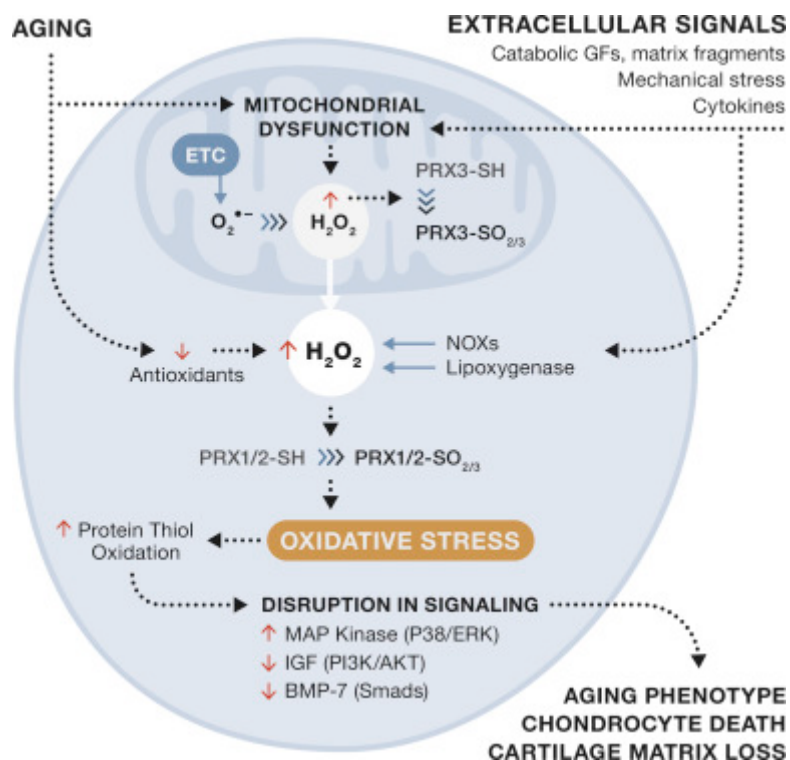 AGING
EXTRACELLULAR SIGNALS
Catabolic GFs, matrix fragments
Mechanical stress
Cytokines
MITOCHONDRIAL
DYSFUNCTION
ETC
PRX3-SH
O₂•− >>> ↑ H₂O₂
PRX3-SO₂/₃
↓
Antioxidants
↑ H₂O₂
NOXs
Lipoxygenase
PRX1/2-SH >>> PRX1/2-SO₂/₃
↑ Protein Thiol
Oxidation
OXIDATIVE STRESS
DISRUPTION IN SIGNALING
↑ MAP Kinase (P38/ERK)
↓ IGF (PI3K/AKT)
↓ BMP-7 (Smads)
AGING PHENOTYPE
CHONDROCYTE DEATH
CARTILAGE MATRIX LOSS